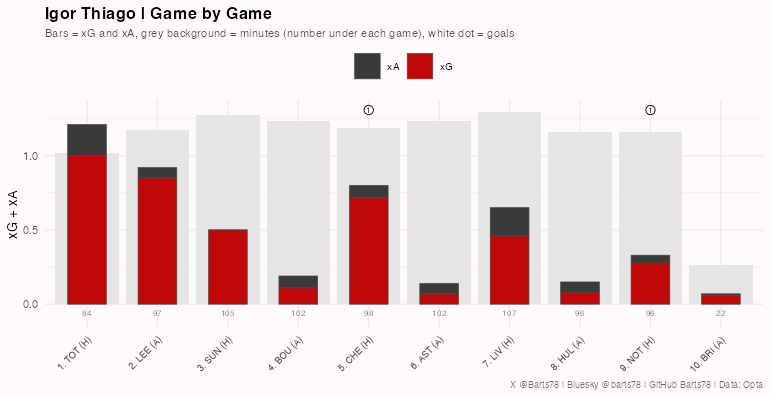 Igor Thiago I Game by Game
Bars = xG and xA, grey background = minutes (number under each game), white dot = goals
xA xG
1 1
xG + xA
1.0
0.5
0.0
84 97 105 102 98 102 107 96 96 22
1. TOT (H) 2. LEE (A) 3. SUN (H) 4. BOU (A) 5. CHE (H) 6. AST (A) 7. LIV (H) 8. HUL (A) 9. NOT (H) 10. BRI (A)
X @Barts78 I Bluesky @barts78 I GitHub Barts78 I Data: Opta